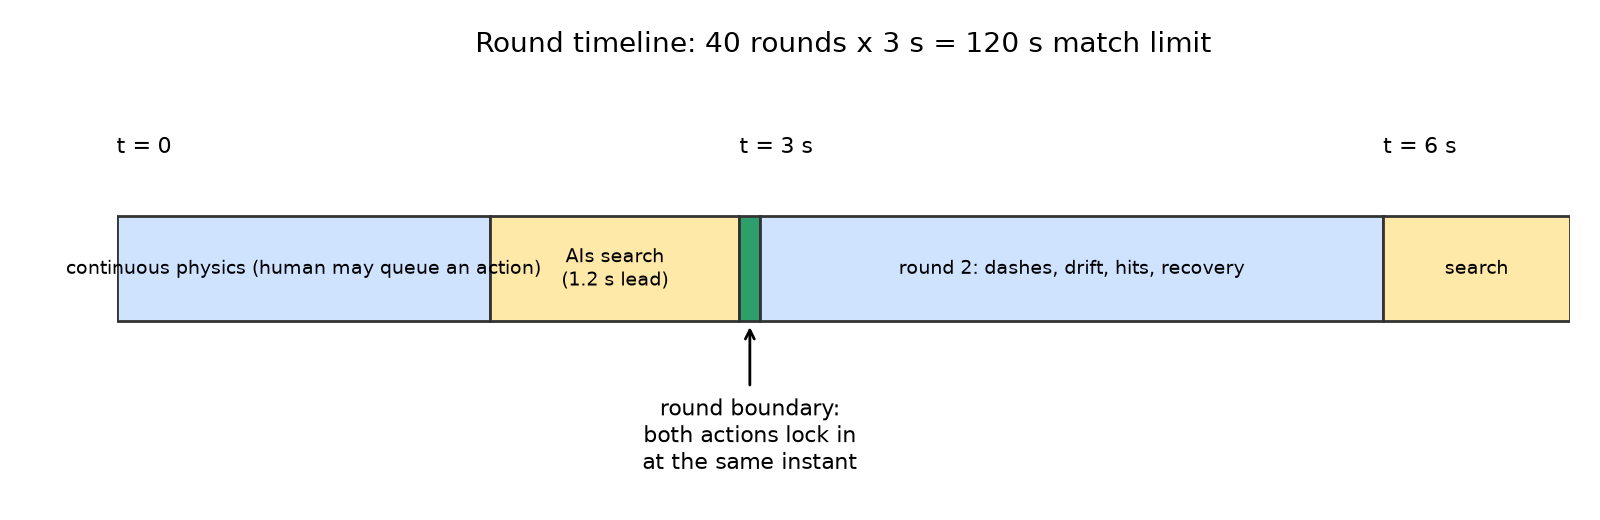 Round timeline: 40 rounds x 3 s = 120 s match limit
t = 0
t = 3 s
t = 6 s
continuous physics (human may queue an action)
AIs search
(1.2 s lead)
round 2: dashes, drift, hits, recovery
search
round boundary:
both actions lock in
at the same instant